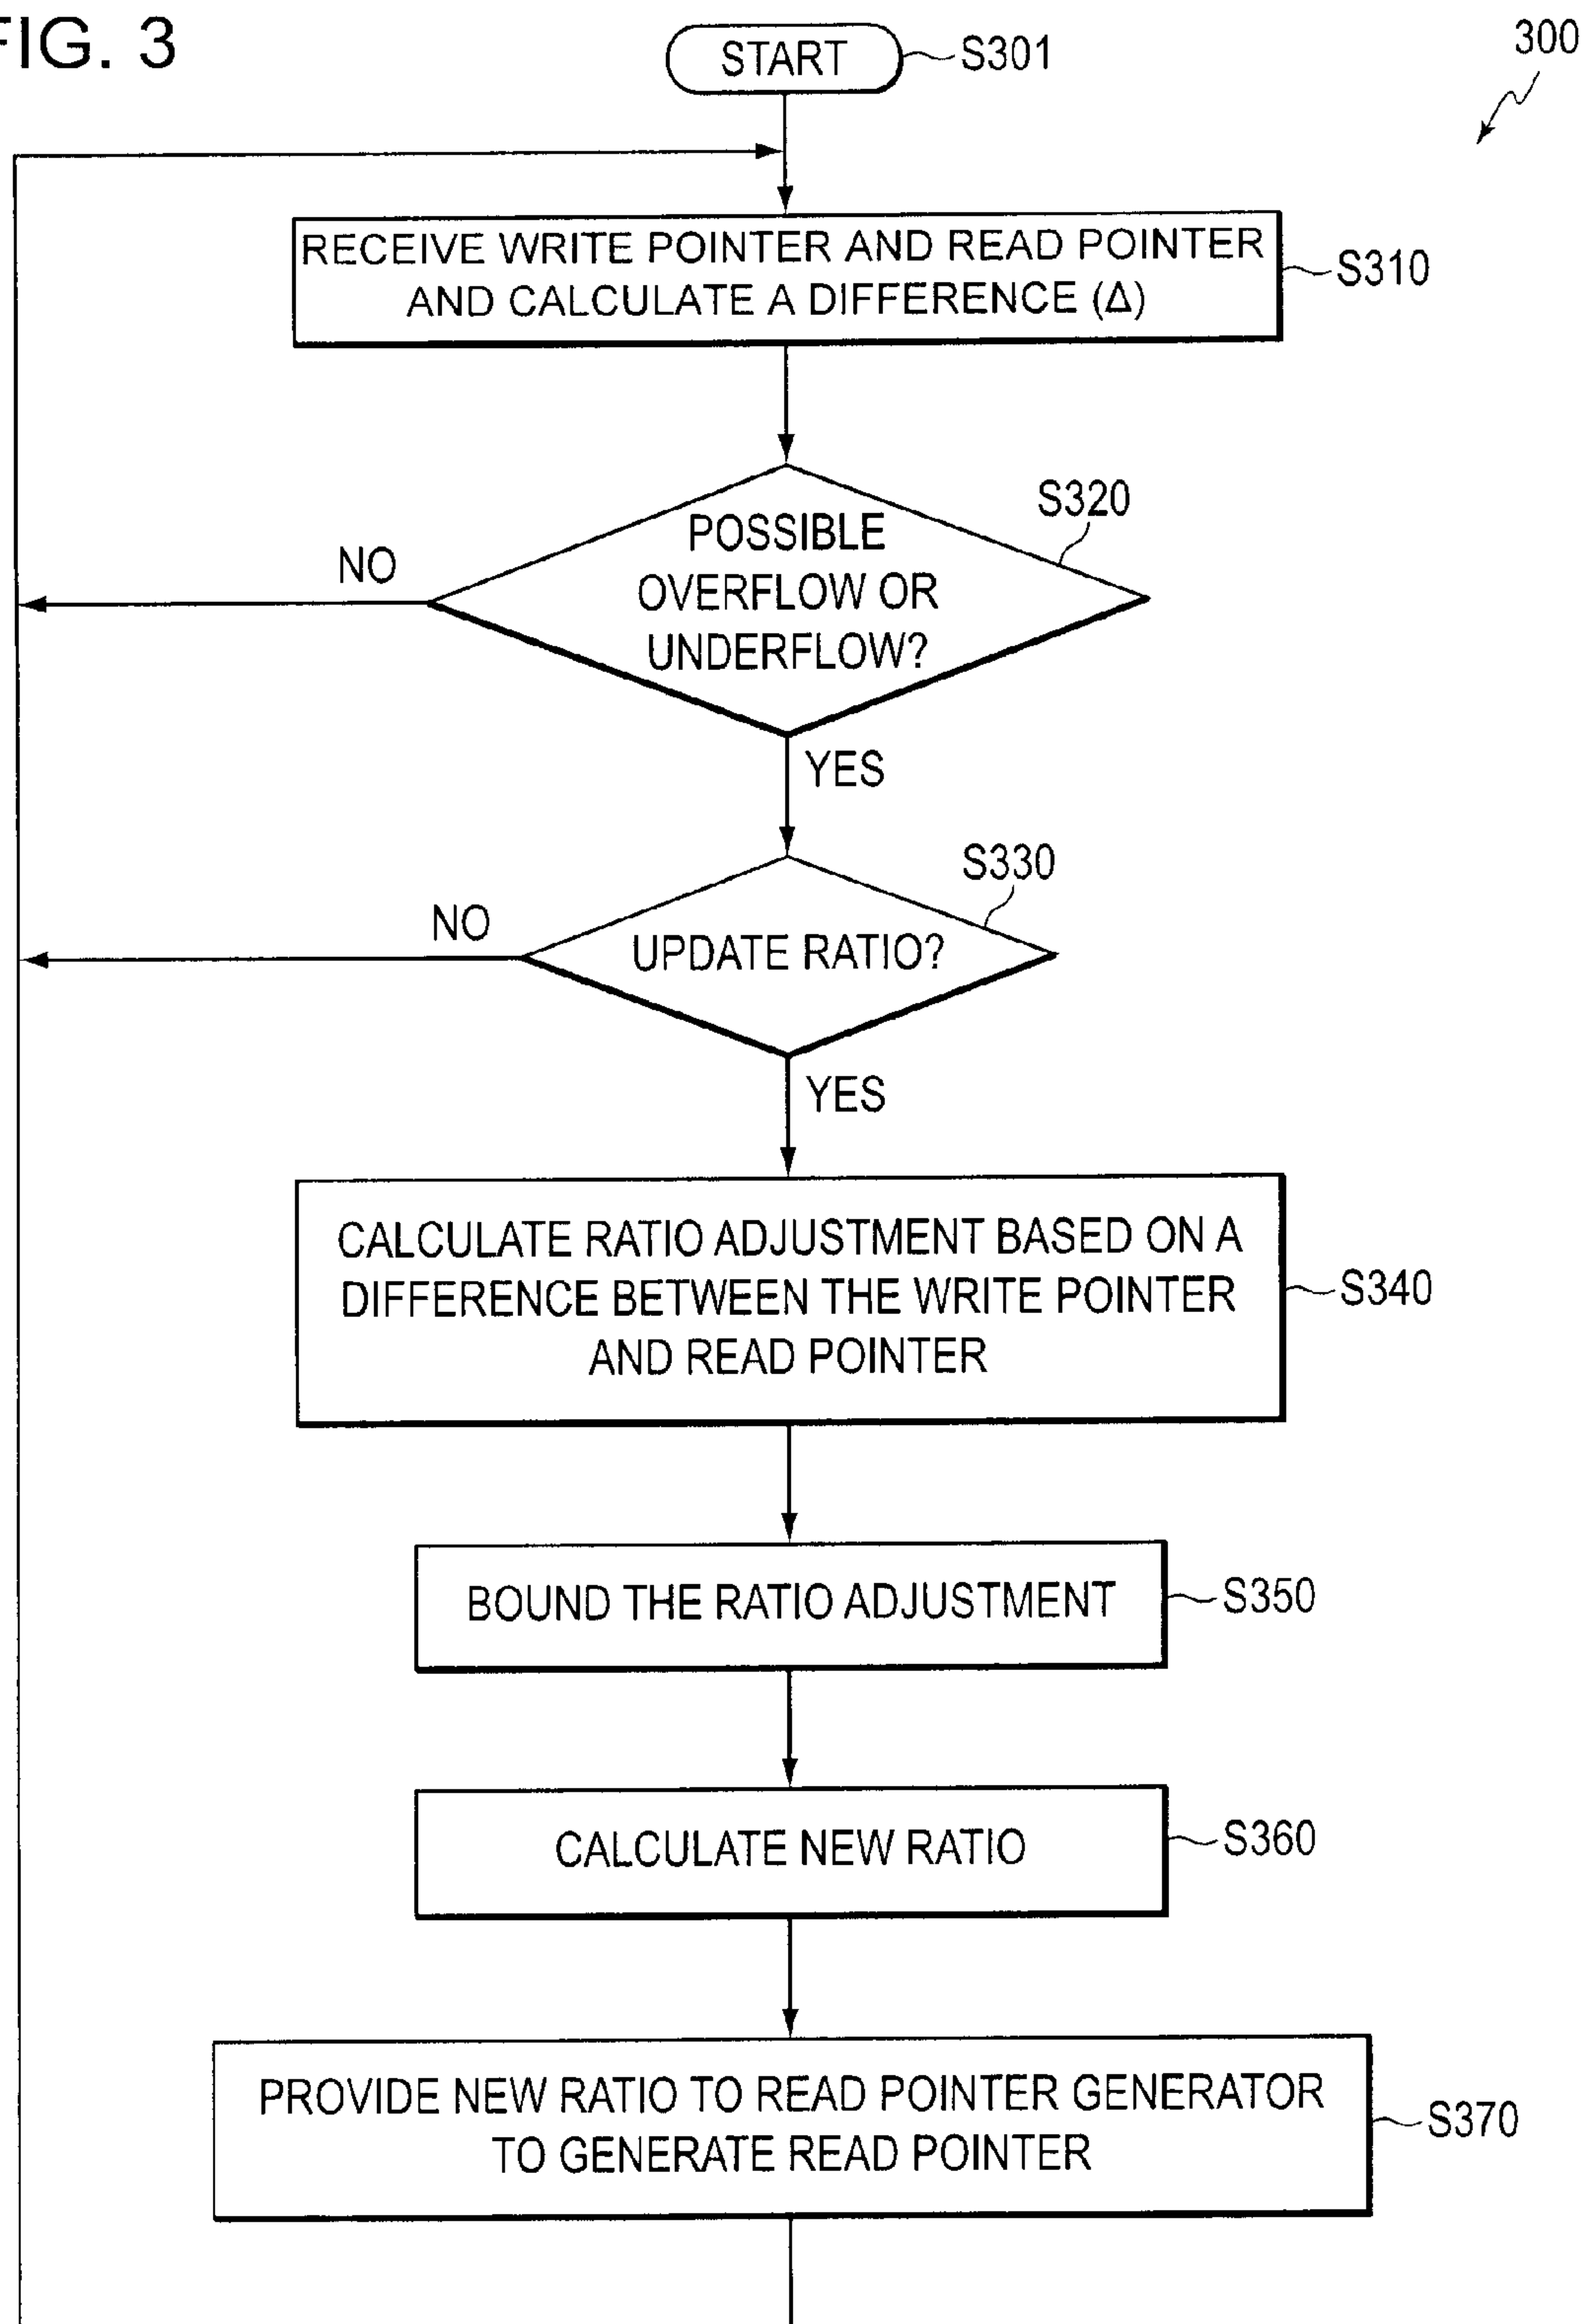 FIG. 3
300
START
S301
RECEIVE WRITE POINTER AND READ POINTER
AND CALCULATE A DIFFERENCE (Δ)
S310
POSSIBLE
OVERFLOW OR
UNDERFLOW?
S320
NO
YES
UPDATE RATIO?
S330
NO
YES
CALCULATE RATIO ADJUSTMENT BASED ON A
DIFFERENCE BETWEEN THE WRITE POINTER
AND READ POINTER
S340
BOUND THE RATIO ADJUSTMENT
S350
CALCULATE NEW RATIO
S360
PROVIDE NEW RATIO TO READ POINTER GENERATOR
TO GENERATE READ POINTER
S370